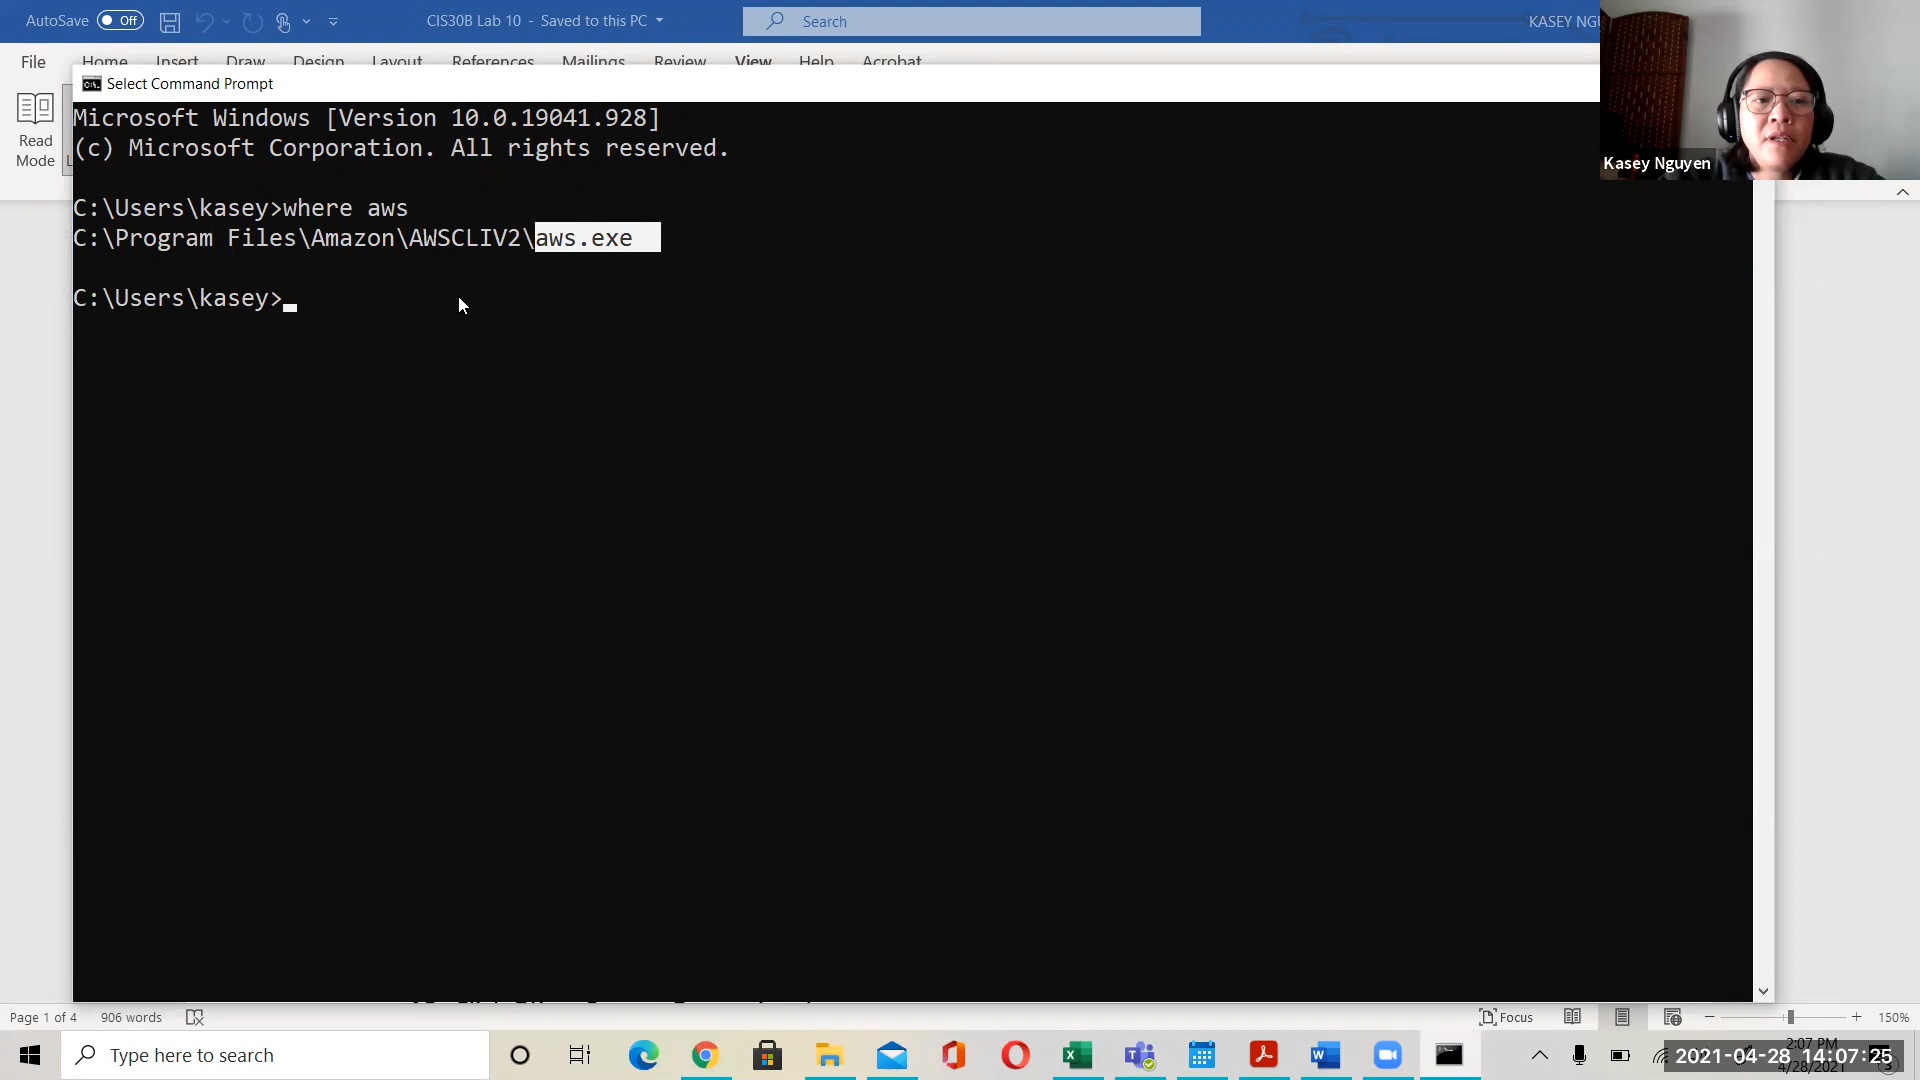 AutoSave Off
CIS30B Lab 10 - Saved to this PC
Search
KASEY NGU
File Home Insert Draw Design Layout References Mailings Review View Help Acrobat
Select Command Prompt
Read
Mode
Microsoft Windows [Version 10.0.19041.928]
(c) Microsoft Corporation. All rights reserved.
Kasey Nguyen
C:\Users\kasey>where aws
C:\Program Files\Amazon\AWSCLIV2\aws.exe
C:\Users\kasey>
Page 1 of 4 906 words
Focus
150%
Type here to search
2:07 PM
2021-04-28 14:07:25
4/28/2021